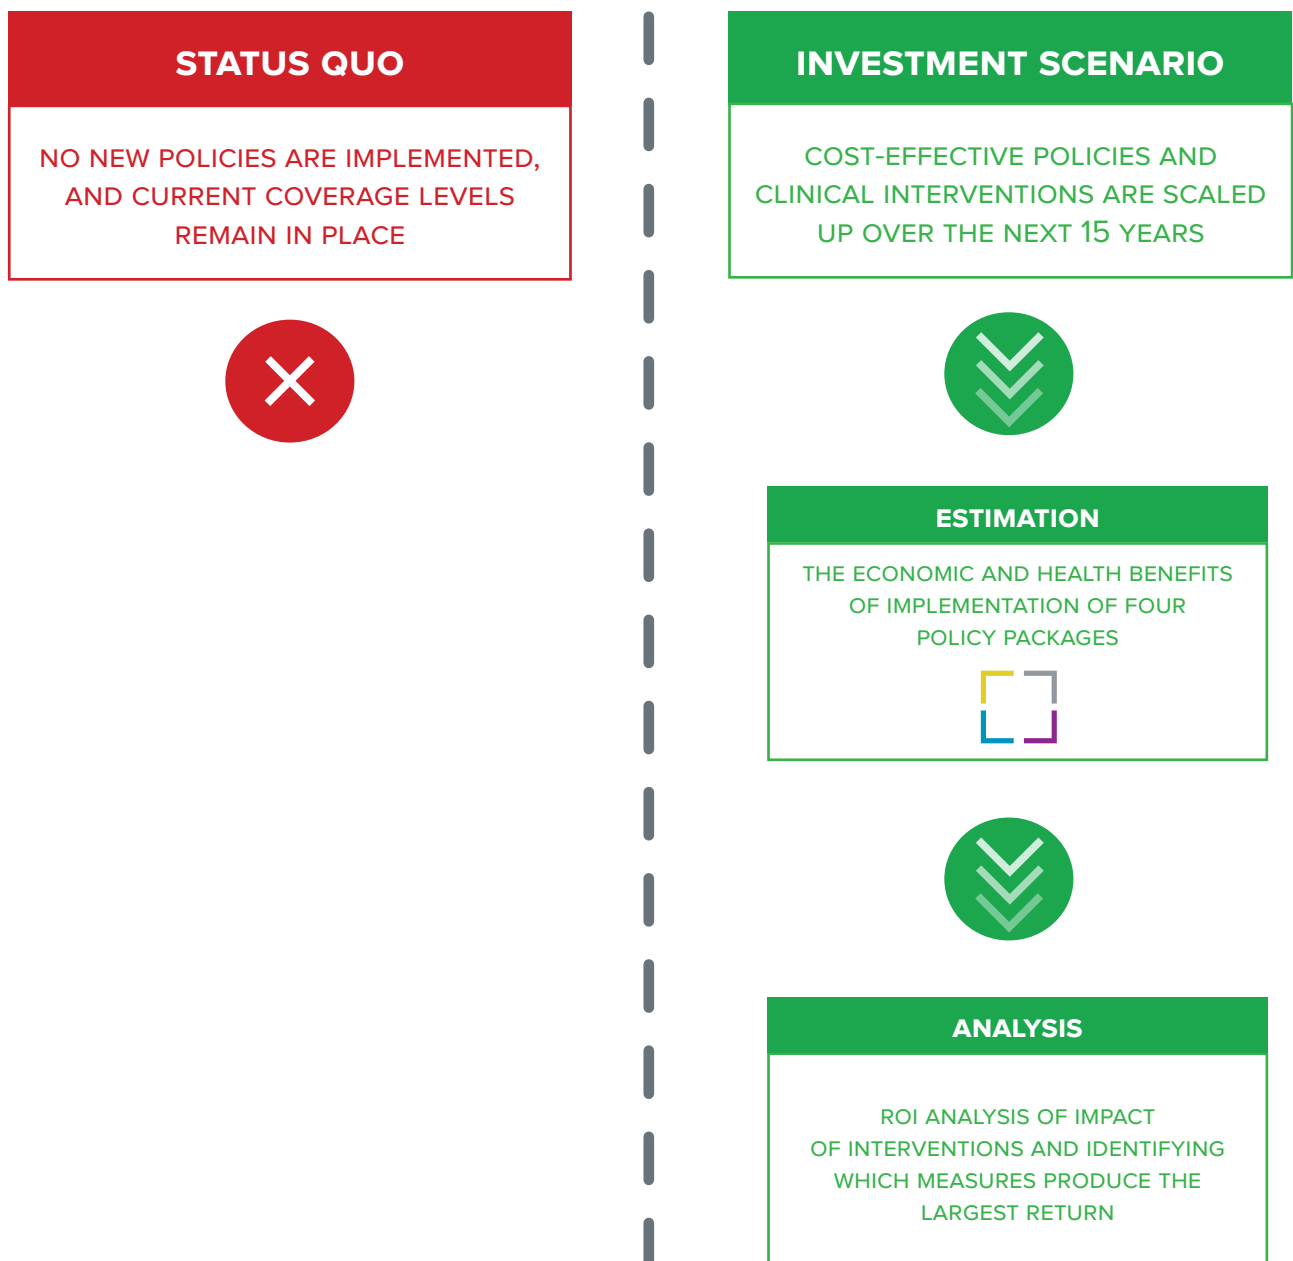 STATUS QUO
NO NEW POLICIES ARE IMPLEMENTED,
AND CURRENT COVERAGE LEVELS
REMAIN IN PLACE
INVESTMENT SCENARIO
COST-EFFECTIVE POLICIES AND
CLINICAL INTERVENTIONS ARE SCALED
UP OVER THE NEXT 15 YEARS
ESTIMATION
THE ECONOMIC AND HEALTH BENEFITS
OF IMPLEMENTATION OF FOUR
POLICY PACKAGES
ANALYSIS
ROI ANALYSIS OF IMPACT
OF INTERVENTIONS AND IDENTIFYING
WHICH MEASURES PRODUCE THE
LARGEST RETURN